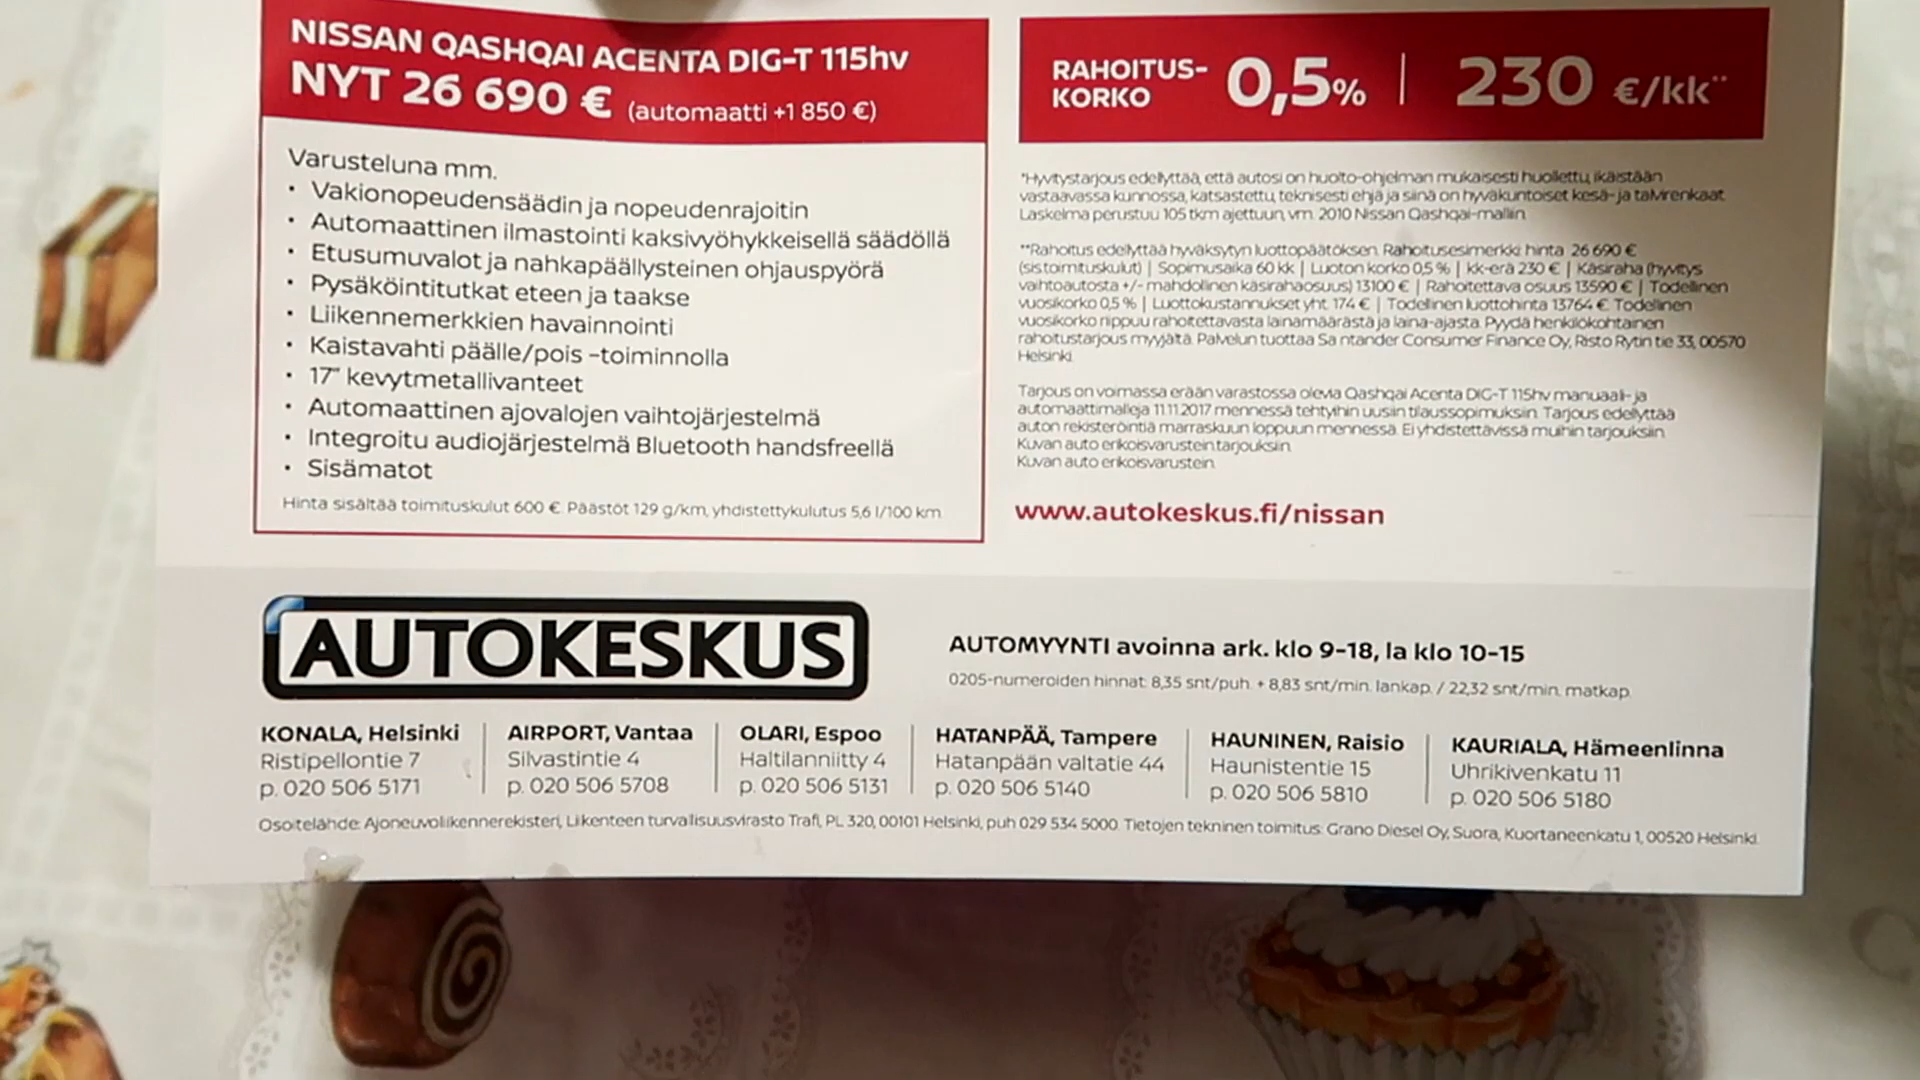 NISSAN QASHQAI ACENTA DIG-T 115hv
NYT 26 690 € (automaatti +1 850 €)
Varusteluna mm.
• Vakionopeudensäädin ja nopeudenrajoitin
• Automaattinen ilmastointi kaksivyöhykkeisellä säädöllä
• Etusumuvalot ja nahkapäällysteinen ohjauspyörä
• Pysäköintitutkat eteen ja taakse
• Liikennemerkkien havainnointi
• Kaistavahti päälle/pois -toiminnolla
• 17" kevytmetallivanteet
• Automaattinen ajovalojen vaihtojärjestelmä
• Integroitu audiojärjestelmä Bluetooth handsfreellä
• Sisämatot
Hinta sisältää toimituskulut 600 €. Päästöt 129 g/km, yhdistettykulutus 5,6 l/100 km.
RAHOITUS-
KORKO 0,5% | 230 €/kk**
*Hyvitystarjous edellyttää, että autosi on huolto-ohjelman mukaisesti huollettu, ikäistään
vastaavassa kunnossa, katsastettu, teknisesti ehjä ja siinä on hyväkuntoiset kesä- ja talvirenkaat.
Laskelma perustuu 105 tkm ajettuun, vm. 2010 Nissan Qashqai-malliin.
**Rahoitus edellyttää hyväksytyn luottopäätöksen. Rahoitusesimerkki: hinta 26 690 €
(sis.toimituskulut) | Sopimusaika 60 kk | Luoton korko 0,5 % | kk-erä 230 € | Käsiraha (hyvitys
vaihtoautosta +/- mahdollinen käsirahaosuus) 13100 € | Rahoitettava osuus 13590 € | Todellinen
vuosikorko 0,5 % | Luottokustannukset yht. 174 € | Todellinen luottohinta 13764 €. Todellinen
vuosikorko riippuu rahoitettavasta lainamäärästä ja laina-ajasta. Pyydä henkilökohtainen
rahoitustarjous myyjältä. Palvelun tuottaa Sa ntander Consumer Finance Oy, Risto Rytin tie 33, 00570
Helsinki.
Tarjous on voimassa erään varastossa olevia Qashqai Acenta DIG-T 115hv manuaali- ja
automaattimalleja 11.11.2017 mennessä tehtyihin uusiin tilaussopimuksiin. Tarjous edellyttää
auton rekisteröintiä marraskuun loppuun mennessä. Ei yhdistettävissä muihin tarjouksiin.
Kuvan auto erikoisvarustein.tarjouksiin.
Kuvan auto erikoisvarustein.
www.autokeskus.fi/nissan
AUTOKESKUS
AUTOMYYNTI avoinna ark. klo 9-18, la klo 10-15
0205-numeroiden hinnat: 8,35 snt/puh. + 8,83 snt/min. lankap. / 22,32 snt/min. matkap.
KONALA, Helsinki
Ristipellontie 7
p. 020 506 5171
AIRPORT, Vantaa
Silvastintie 4
p. 020 506 5708
OLARI, Espoo
Haltilanniitty 4
p. 020 506 5131
HATANPÄÄ, Tampere
Hatanpään valtatie 44
p. 020 506 5140
HAUNINEN, Raisio
Haunistentie 15
p. 020 506 5810
KAURIALA, Hämeenlinna
Uhrikivenkatu 11
p. 020 506 5180
Osoitelähde: Ajoneuvoliikennerekisteri, Liikenteen turvallisuusvirasto Trafi, PL 320, 00101 Helsinki, puh 029 534 5000. Tietojen tekninen toimitus: Grano Diesel Oy, Suora, Kuortaneenkatu 1, 00520 Helsinki.